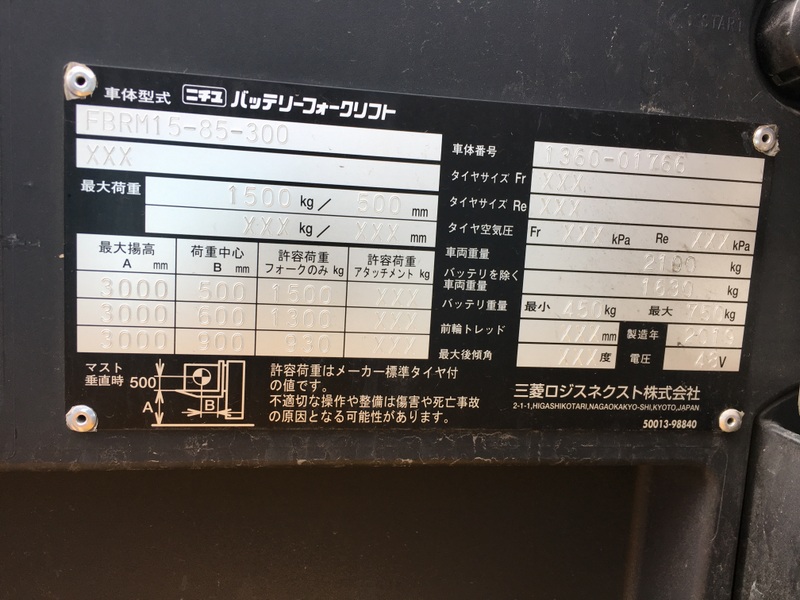 START
車体型式 ニチユ バッテリーフォークリフト
FBRM15-85-300
XXX
最大荷重 1500 kg／ 500 mm
XXX kg／ XXX mm
最大揚高 A mm 荷重中心 B mm 許容荷重 フォークのみ kg 許容荷重 アタッチメント kg
3000 500 1500 XXX
3000 600 1300 XXX
3000 900 930 XXX
マスト 垂直時 500 A B
許容荷重はメーカー標準タイヤ付
の値です。
不適切な操作や整備は傷害や死亡事故
の原因となる可能性があります。
車体番号 1360-01766
タイヤサイズ Fr XXX
タイヤサイズ Re XXX
タイヤ空気圧 Fr XXX kPa Re XXX kPa
車両重量 2190 kg
バッテリを除く
車両重量 kg
バッテリ重量 最小 450 kg 最大 750 kg
前輪トレッド XXX mm 製造年
最大後傾角 XXX 度 電圧 48 V
三菱ロジスネクスト株式会社
2-1-1,HIGASHIKOTARI,NAGAOKAKYO-SHI,KYOTO,JAPAN
50013-98840